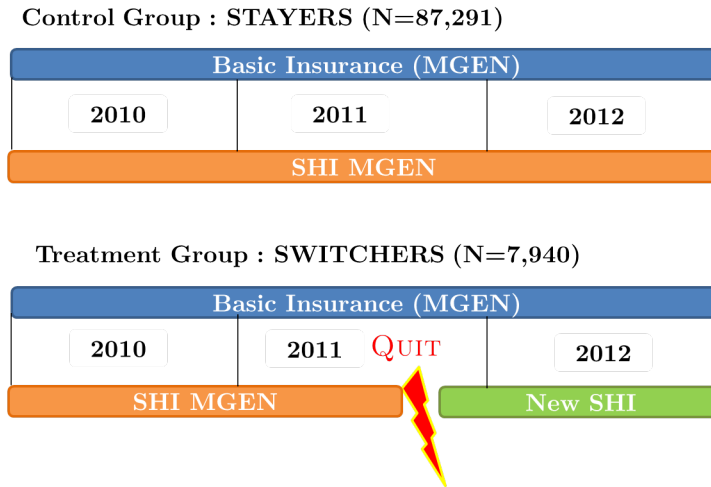 Control Group : STAYERS (N=87,291)
Basic Insurance (MGEN)
2010 2011 2012
SHI MGEN
Treatment Group : SWITCHERS (N=7,940)
Basic Insurance (MGEN)
2010 2011 QUIT 2012
SHI MGEN New SHI